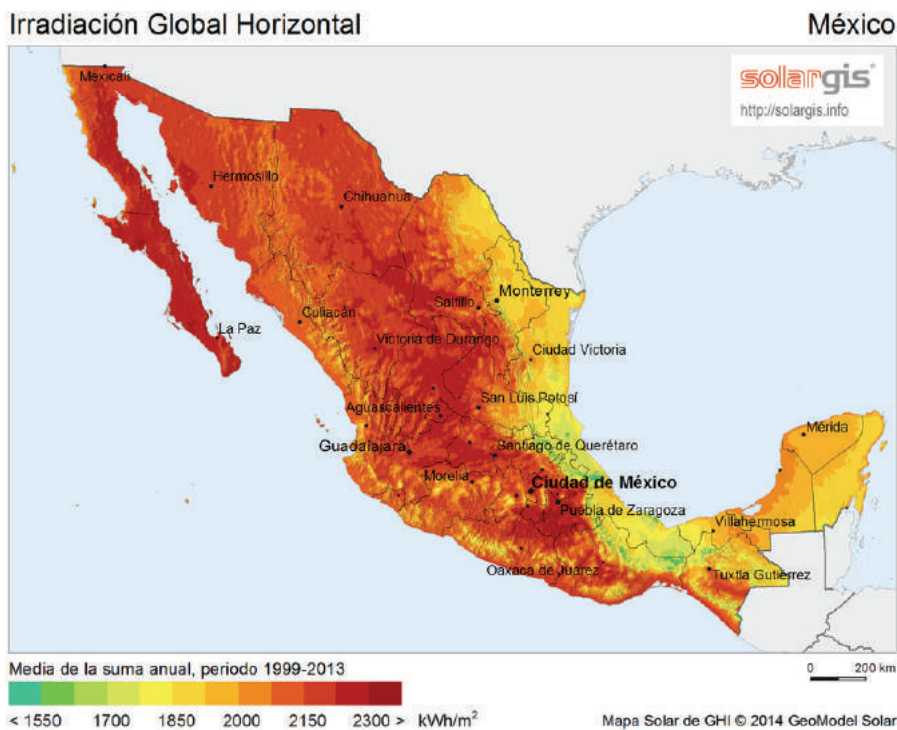 Irradiación Global Horizontal
México
solargis
http://solargis.info
Mexicali
Hermosillo
Chihuahua
Monterrey
Saltillo
Culiacán
La Paz
Victoria de Durango
Ciudad Victoria
San Luis Potosí
Aguascalientes
Mérida
Guadalajara
Santiago de Querétaro
Morelia
Ciudad de México
Puebla de Zaragoza
Villahermosa
Oaxaca de Juárez
Tuxtla Gutiérrez
Media de la suma anual, periodo 1999-2013
0 200 km
< 1550 1700 1850 2000 2150 2300 > kWh/m²
Mapa Solar de GHI © 2014 GeoModel Solar